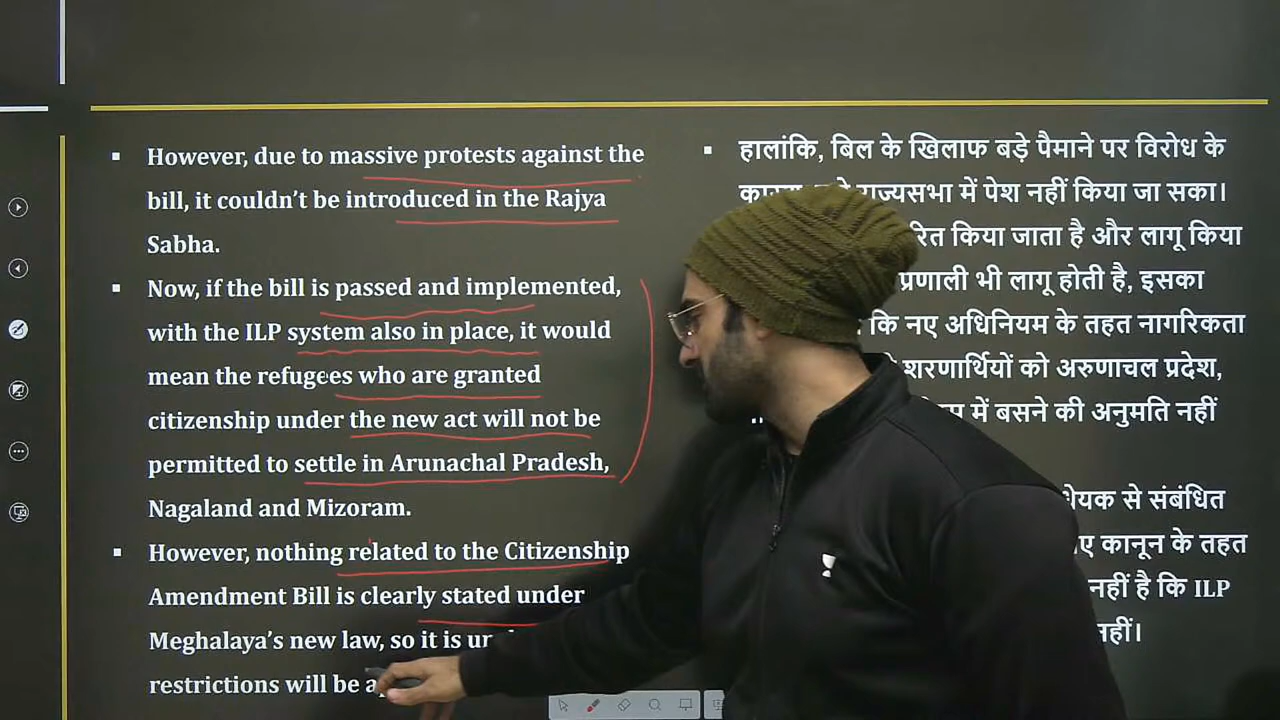 However, due to massive protests against the
bill, it couldn't be introduced in the Rajya
Sabha.
Now, if the bill is passed and implemented,
with the ILP system also in place, it would
mean the refugees who are granted
citizenship under the new act will not be
permitted to settle in Arunachal Pradesh,
Nagaland and Mizoram.
However, nothing related to the Citizenship
Amendment Bill is clearly stated under
Meghalaya's new law, so it is
restrictions will be
हालांकि, बिल के खिलाफ बड़े पैमाने पर विरोध के
राज्यसभा में पेश नहीं किया जा सका।
किया जाता है और लागू किया
प्रणाली भी लागू होती है, इसका
कि नए अधिनियम के तहत नागरिकता
शरणार्थियों को अरुणाचल प्रदेश,
में बसने की अनुमति नहीं
से संबंधित
कानून के तहत
नहीं है कि ILP